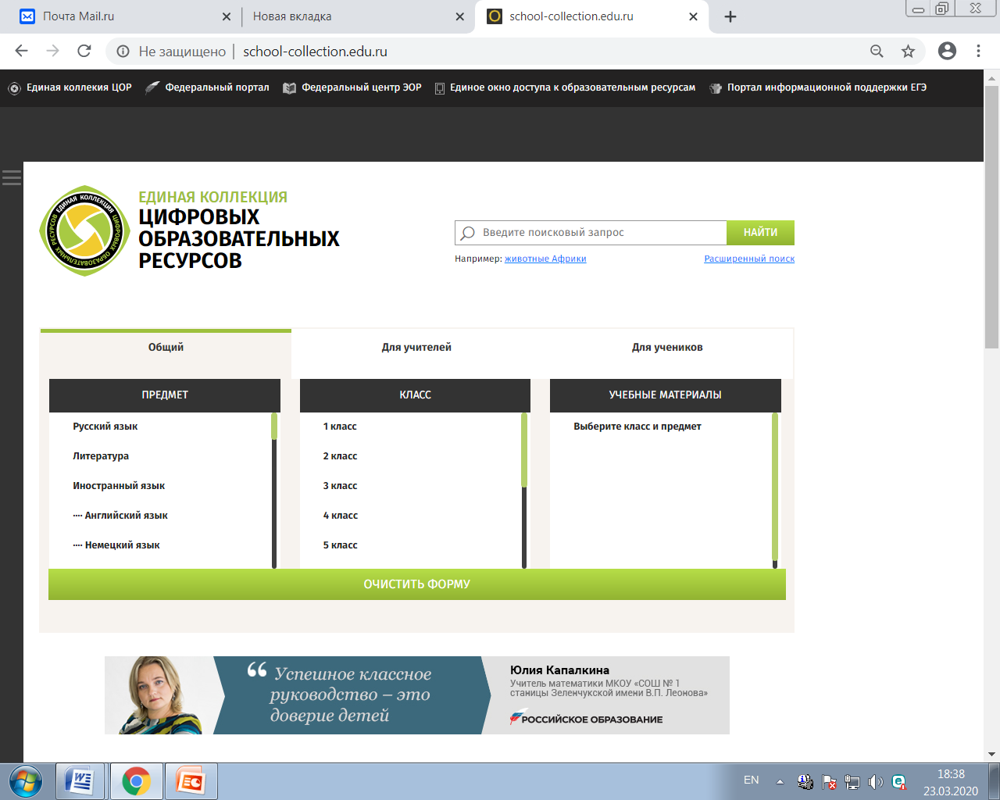 Почта Mail.ru
Новая вкладка
school-collection.edu.ru
Не защищено
school-collection.edu.ru
Единая коллекия ЦОР
Федеральный портал
Федеральный центр ЭОР
Единое окно доступа к образовательным ресурсам
Портал информационной поддержки ЕГЭ
ЕДИНАЯ КОЛЛЕКЦИЯ ЦИФРОВЫХ ОБРАЗОВАТЕЛЬНЫХ РЕСУРСОВ
ЕДИНАЯ КОЛЛЕКЦИЯ
ЦИФРОВЫХ
ОБРАЗОВАТЕЛЬНЫХ
РЕСУРСОВ
Введите поисковый запрос
НАЙТИ
Например: животные Африки
Расширенный поиск
Общий
Для учителей
Для учеников
ПРЕДМЕТ
КЛАСС
УЧЕБНЫЕ МАТЕРИАЛЫ
Русский язык
Литература
Иностранный язык
···· Английский язык
···· Немецкий язык
1 класс
2 класс
3 класс
4 класс
5 класс
Выберите класс и предмет
ОЧИСТИТЬ ФОРМУ
“ Успешное классное
руководство – это
доверие детей
Юлия Капалкина
Учитель математики МКОУ «СОШ № 1
станицы Зеленчукской имени В.П. Леонова»
РОССИЙСКОЕ ОБРАЗОВАНИЕ
EN
18:38
23.03.2020